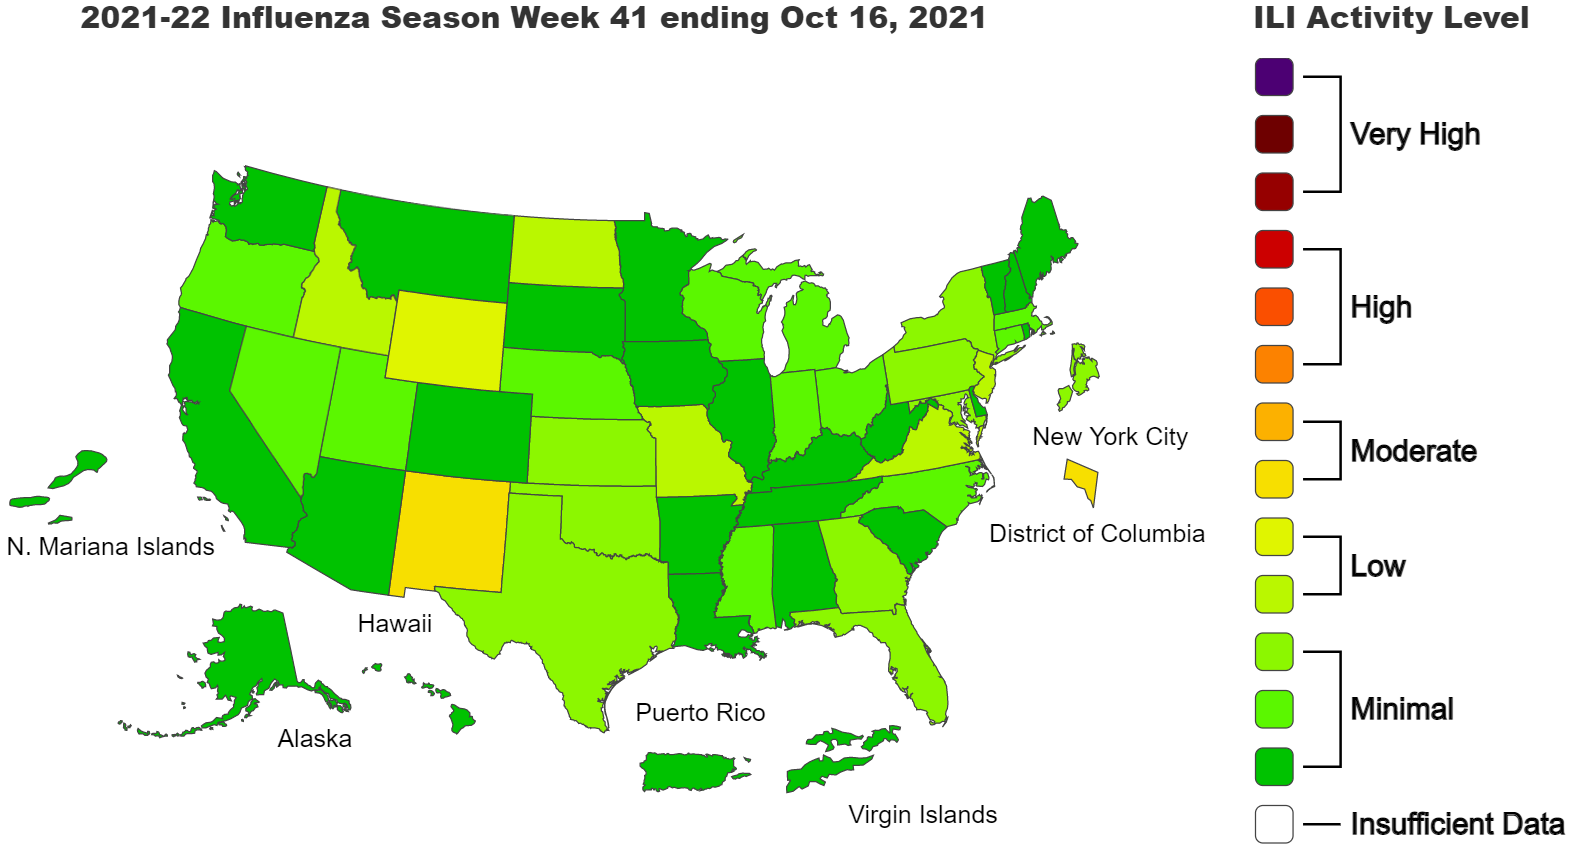 2021-22 Influenza Season Week 41 ending Oct 16, 2021
ILI Activity Level
Very High
High
Moderate
Low
Minimal
Insufficient Data
New York City
District of Columbia
N. Mariana Islands
Hawaii
Alaska
Puerto Rico
Virgin Islands